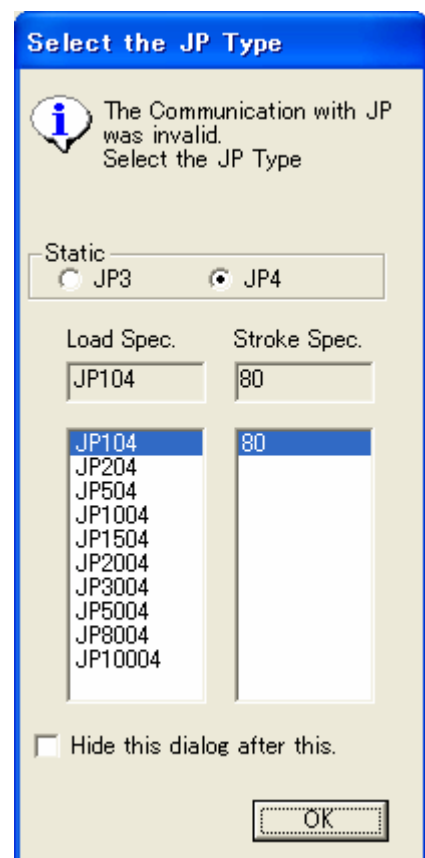 Select the JP Type
The Communication with JP
was invalid.
Select the JP Type
Static
JP3 JP4
Load Spec. Stroke Spec.
JP104 80
JP104 80
JP204
JP504
JP1004
JP1504
JP2004
JP3004
JP5004
JP8004
JP10004
Hide this dialog after this.
OK